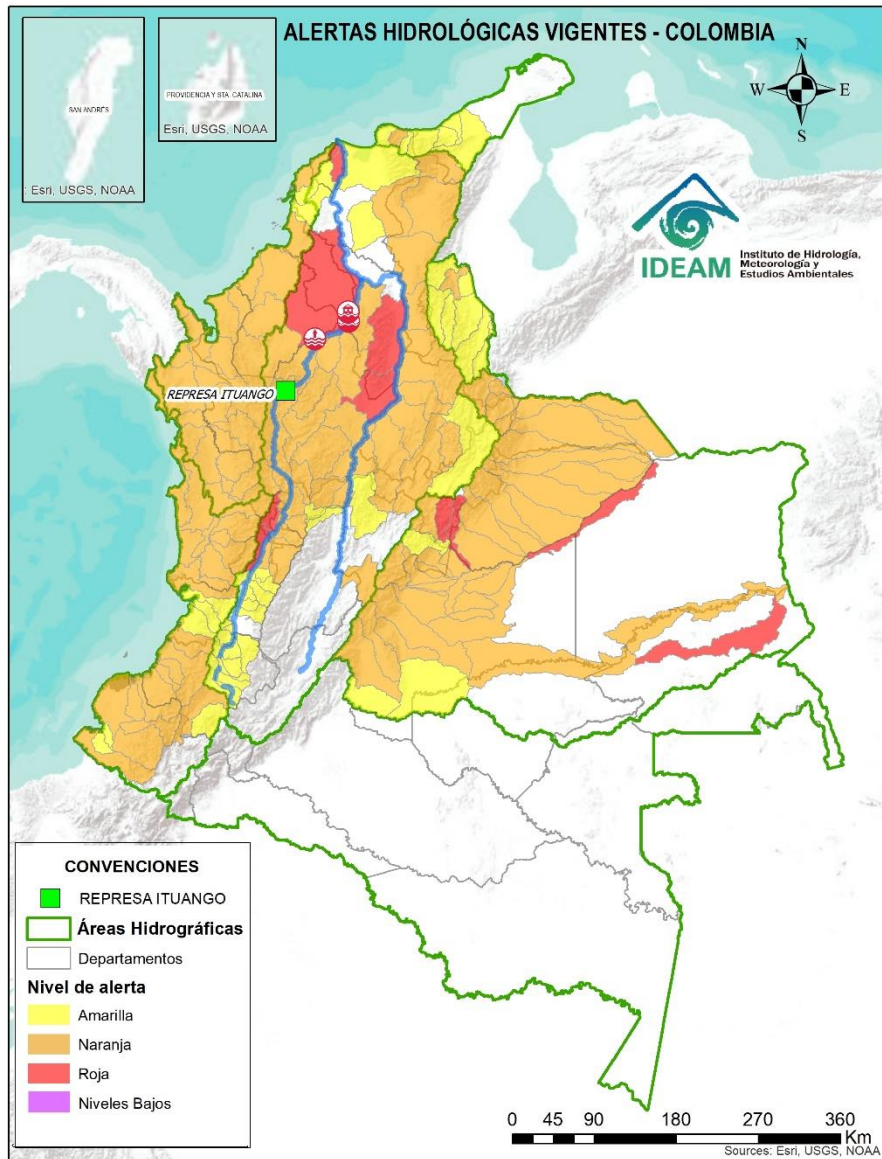 ALERTAS HIDROLÓGICAS VIGENTES - COLOMBIA
SAN ANDRÉS
: Esri, USGS, NOAA
PROVIDENCIA Y STA. CATALINA
Esri, USGS, NOAA
N
W
E
S
IDEAM
Instituto de Hidrología,
Meteorología y
Estudios Ambientales
REPRESA ITUANGO
CONVENCIONES
REPRESA ITUANGO
Áreas Hidrográficas
Departamentos
Nivel de alerta
Amarilla
Naranja
Roja
Niveles Bajos
0 45 90 180 270 360
Km
Sources: Esri, USGS, NOAA